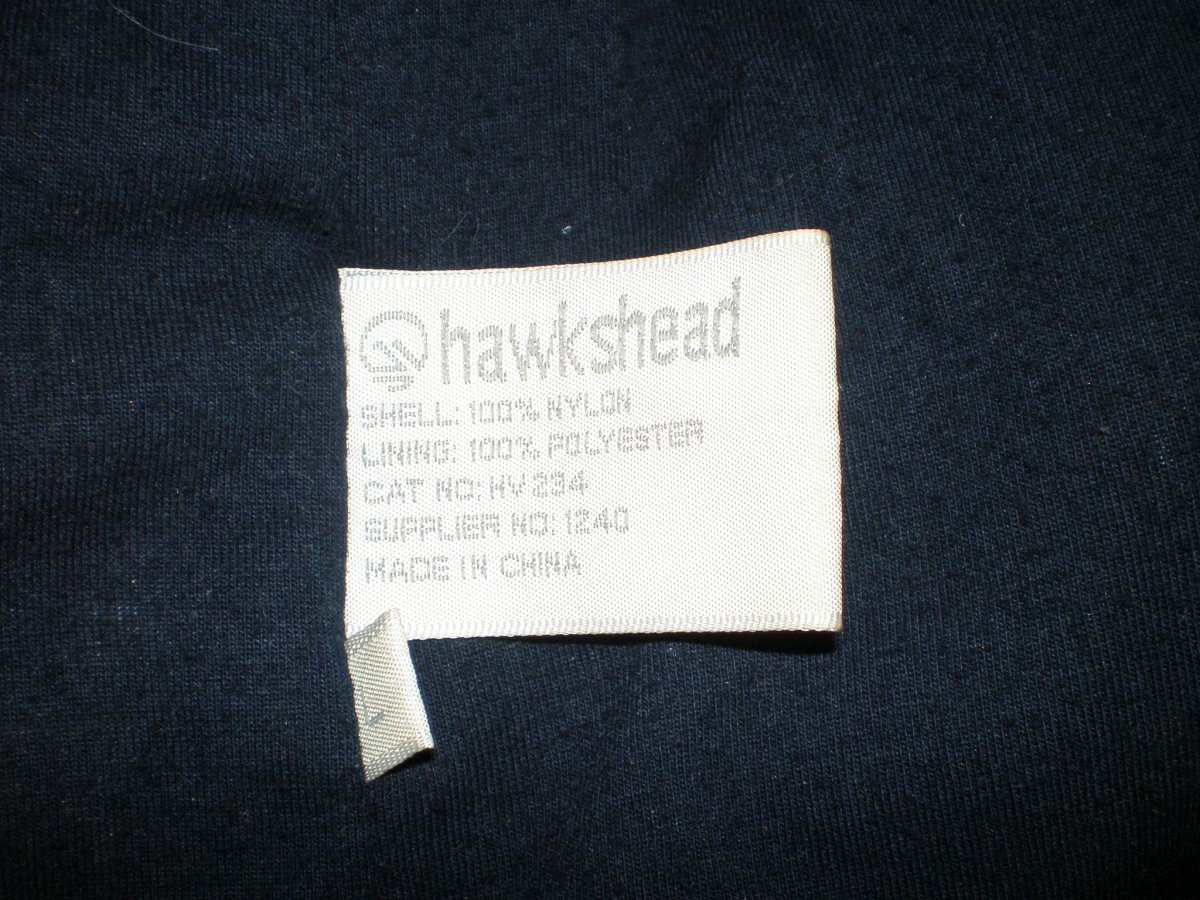 hawkshead
SHELL: 100% NYLON
LINING: 100% POLYESTER
CAT NO: HV 234
SUPPLIER NO: 1240
MADE IN CHINA